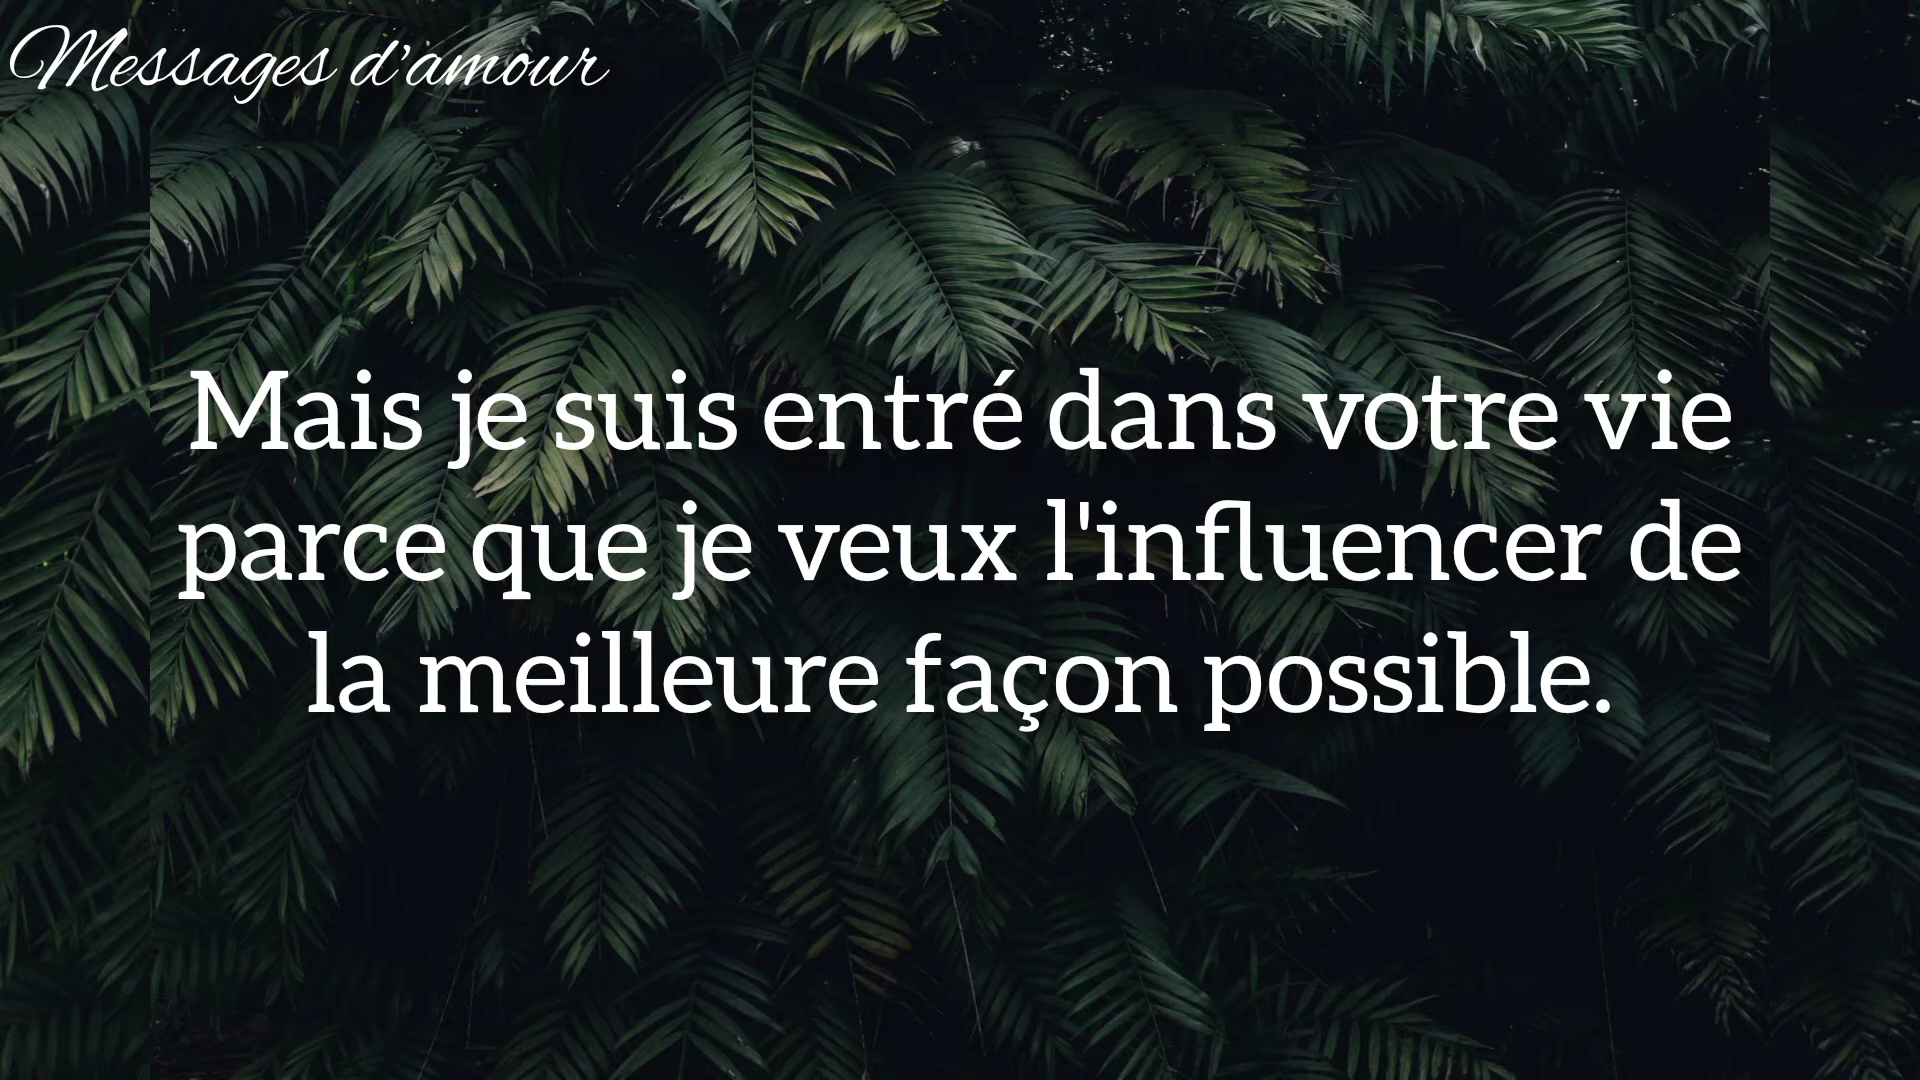 Messages d'amour
Mais je suis entré dans votre vie
parce que je veux l'influencer de
la meilleure façon possible.